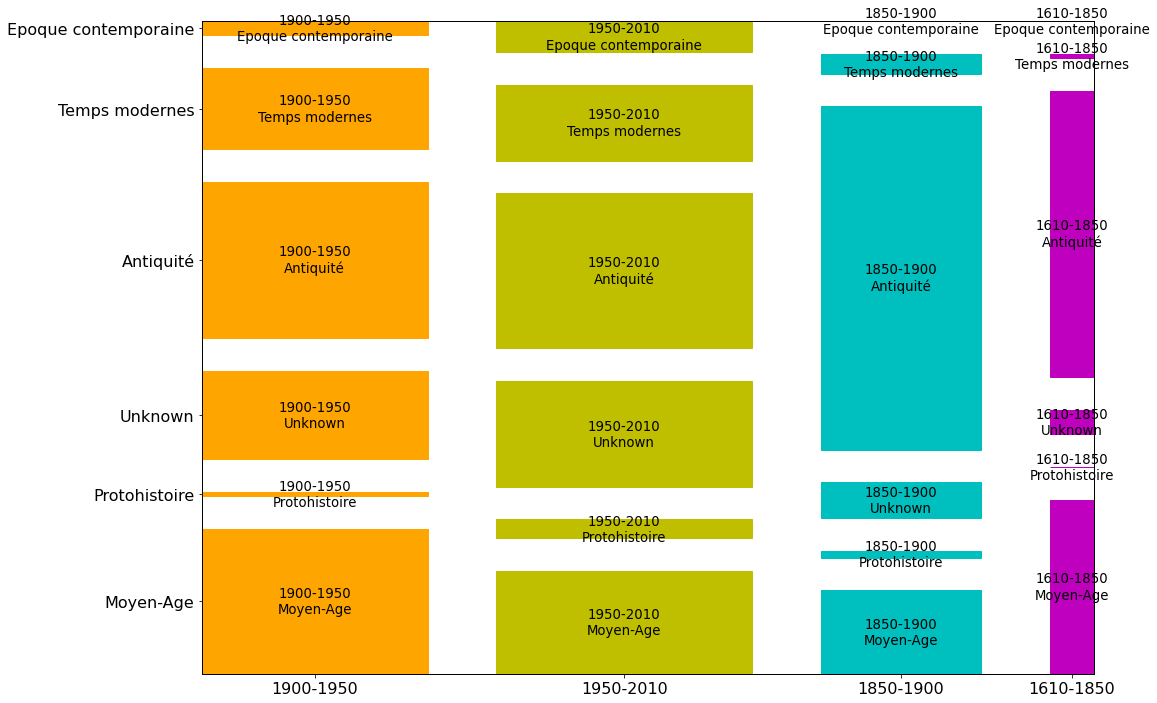 Epoque contemporaine
Temps modernes
Antiquité
Unknown
Protohistoire
Moyen-Age
1900-1950
Epoque contemporaine
1900-1950
Temps modernes
1900-1950
Antiquité
1900-1950
Unknown
1900-1950
Protohistoire
1900-1950
Moyen-Age
1950-2010
Epoque contemporaine
1950-2010
Temps modernes
1950-2010
Antiquité
1950-2010
Unknown
1950-2010
Protohistoire
1950-2010
Moyen-Age
1850-1900
Epoque contemporaine
1850-1900
Temps modernes
1850-1900
Antiquité
1850-1900
Unknown
1850-1900
Protohistoire
1850-1900
Moyen-Age
1610-1850
Epoque contemporaine
1610-1850
Temps modernes
1610-1850
Antiquité
1610-1850
Unknown
1610-1850
Protohistoire
1610-1850
Moyen-Age
1900-1950
1950-2010
1850-1900
1610-1850